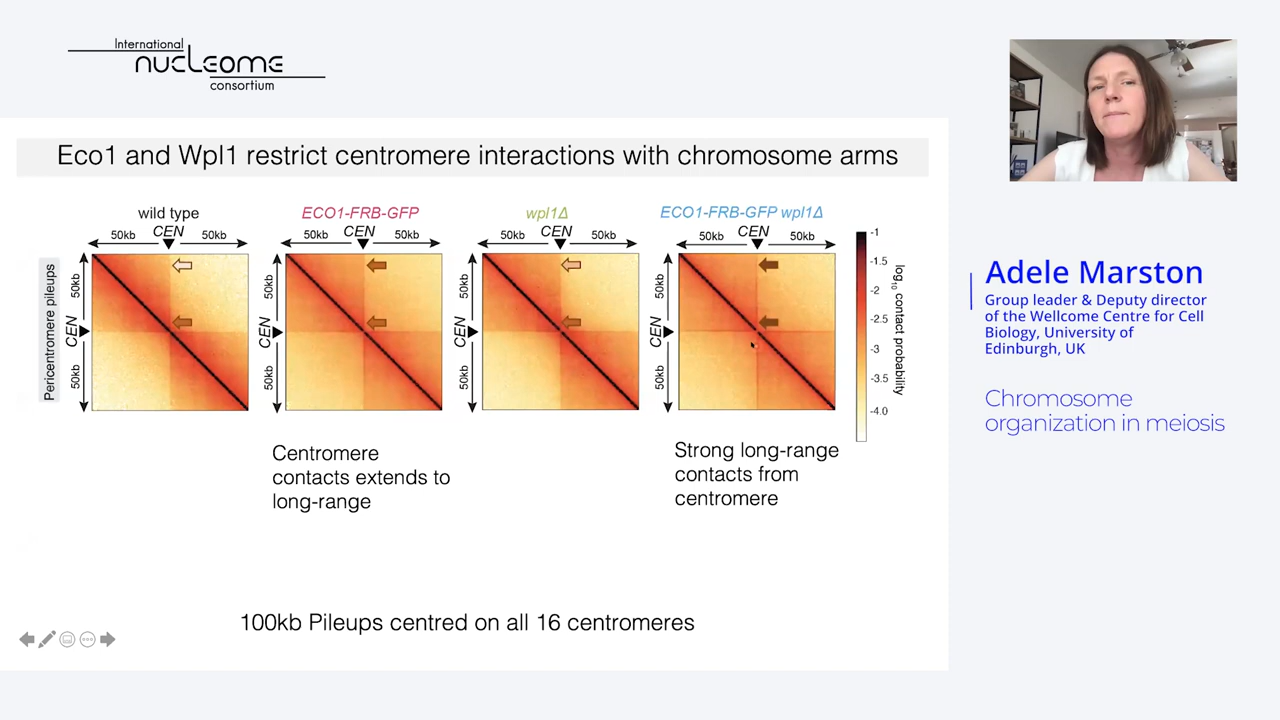 International
nucleome
consortium
Eco1 and Wpl1 restrict centromere interactions with chromosome arms
wild type
ECO1-FRB-GFP
wpl1Δ
ECO1-FRB-GFP wpl1Δ
50kb CEN 50kb
50kb CEN 50kb
50kb CEN 50kb
50kb CEN 50kb
Pericentromere pileups
50kb CEN 50kb
50kb CEN 50kb
50kb CEN 50kb
50kb CEN 50kb
-1
-1.5
-2
-2.5
-3
-3.5
-4.0
log10 contact probability
Centromere
contacts extends to
long-range
Strong long-range
contacts from
centromere
100kb Pileups centred on all 16 centromeres
Adele Marston
Group leader & Deputy director
of the Wellcome Centre for Cell
Biology, University of
Edinburgh, UK
Chromosome
organization in meiosis